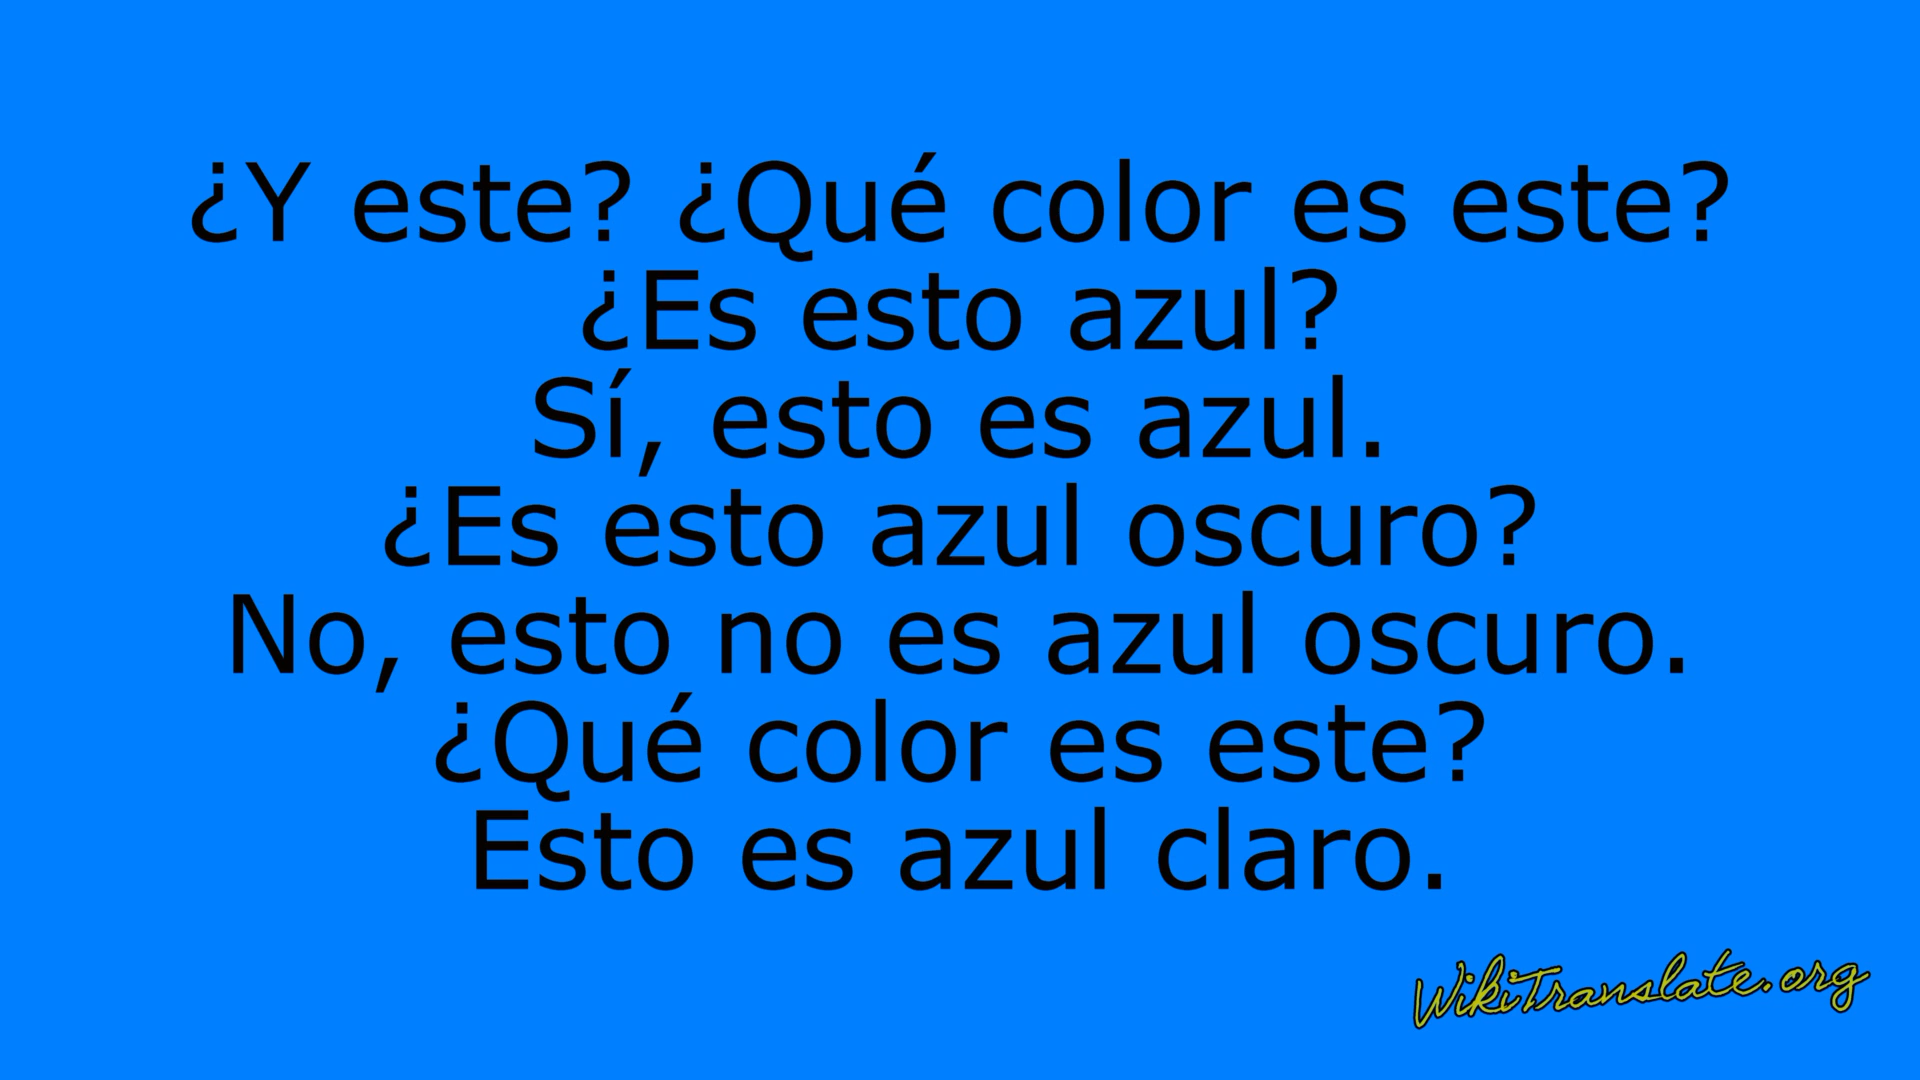 ¿Y este? ¿Qué color es este?
¿Es esto azul?
Sí, esto es azul.
¿Es esto azul oscuro?
No, esto no es azul oscuro.
¿Qué color es este?
Esto es azul claro.
WikiTranslate.org